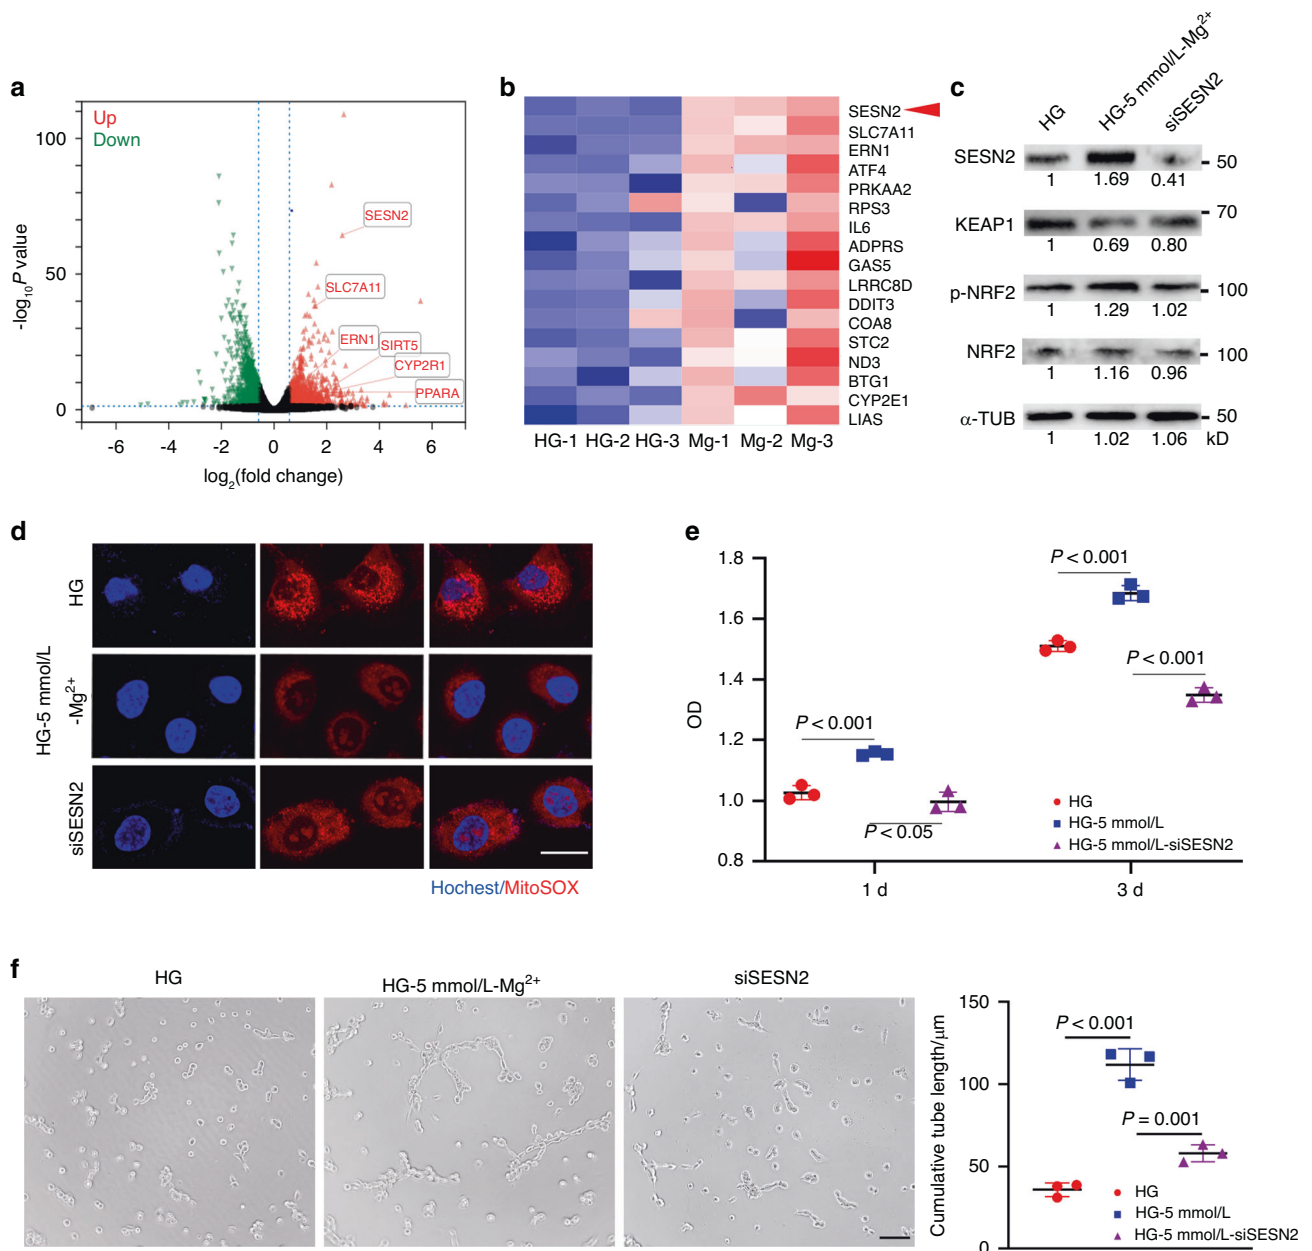 a
Up
Down
100
50
0
-log10P value
SESN2
SLC7A11
ERN1
SIRT5
CYP2R1
PPARA
-6
-4
-2
0
2
4
6
log2(fold change)
b
SESN2
SLC7A11
ERN1
ATF4
PRKAA2
RPS3
IL6
ADPRS
GAS5
LRRC8D
DDIT3
COA8
STC2
ND3
BTG1
CYP2E1
LIAS
HG-1 HG-2 HG-3 Mg-1 Mg-2 Mg-3
c
HG
HG-5 mmol/L-Mg2+
siSESN2
SESN2
50
1 1.69 0.41
70
KEAP1
1 0.69 0.80
p-NRF2
100
1 1.29 1.02
NRF2
100
1 1.16 0.96
α-TUB
50
1 1.02 1.06 kD
d
HG
HG-5 mmol/L
-Mg2+
siSESN2
Hochest/MitoSOX
e
1.8
1.6
1.4
1.2
1.0
0.8
OD
P < 0.001
P < 0.001
P < 0.001
P < 0.05
HG
HG-5 mmol/L
HG-5 mmol/L-siSESN2
1 d
3 d
f
HG
HG-5 mmol/L-Mg2+
siSESN2
150
100
50
0
Cumulative tube length/μm
P < 0.001
P = 0.001
HG
HG-5 mmol/L
HG-5 mmol/L-siSESN2